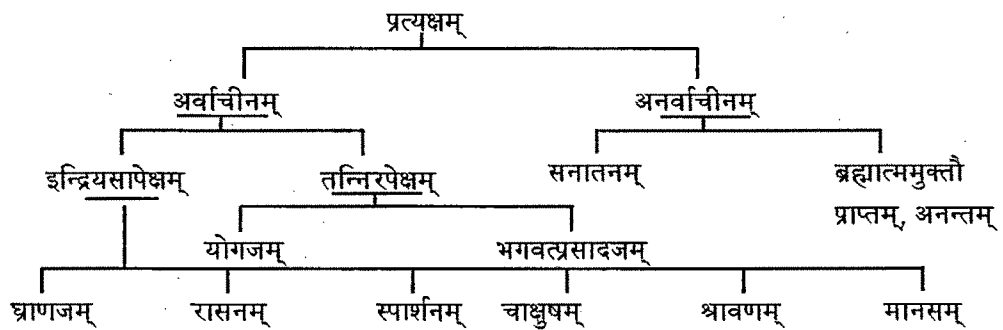 प्रत्यक्षम्
अर्वाचीनम् अनर्वाचीनम्
इन्द्रियसापेक्षम् तन्निरपेक्षम् सनातनम् ब्रह्मात्ममुक्तौ
प्राप्तम्, अनन्तम्
योगजम् भगवत्प्रसादजम्
घ्राणजम् रासनम् स्पार्शनम् चाक्षुषम् श्रावणम् मानसम्